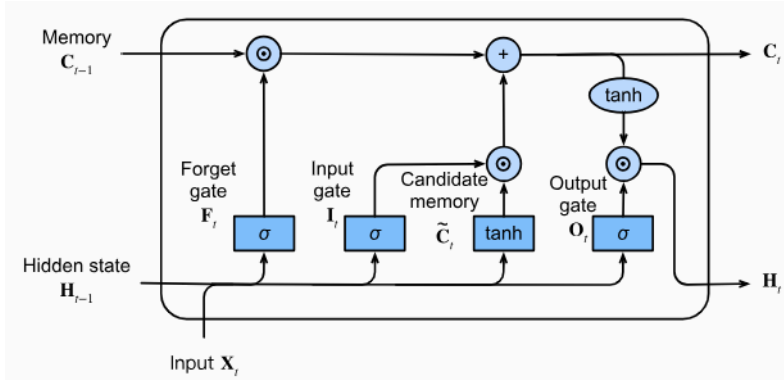 Memory
C_{t-1}
⊙
+
C_t
tanh
Forget
gate
F_t
Input
gate
I_t
⊙
Candidate
memory
C̃_t
Output
gate
O_t
⊙
σ
σ
tanh
σ
Hidden state
H_{t-1}
H_t
Input X_t